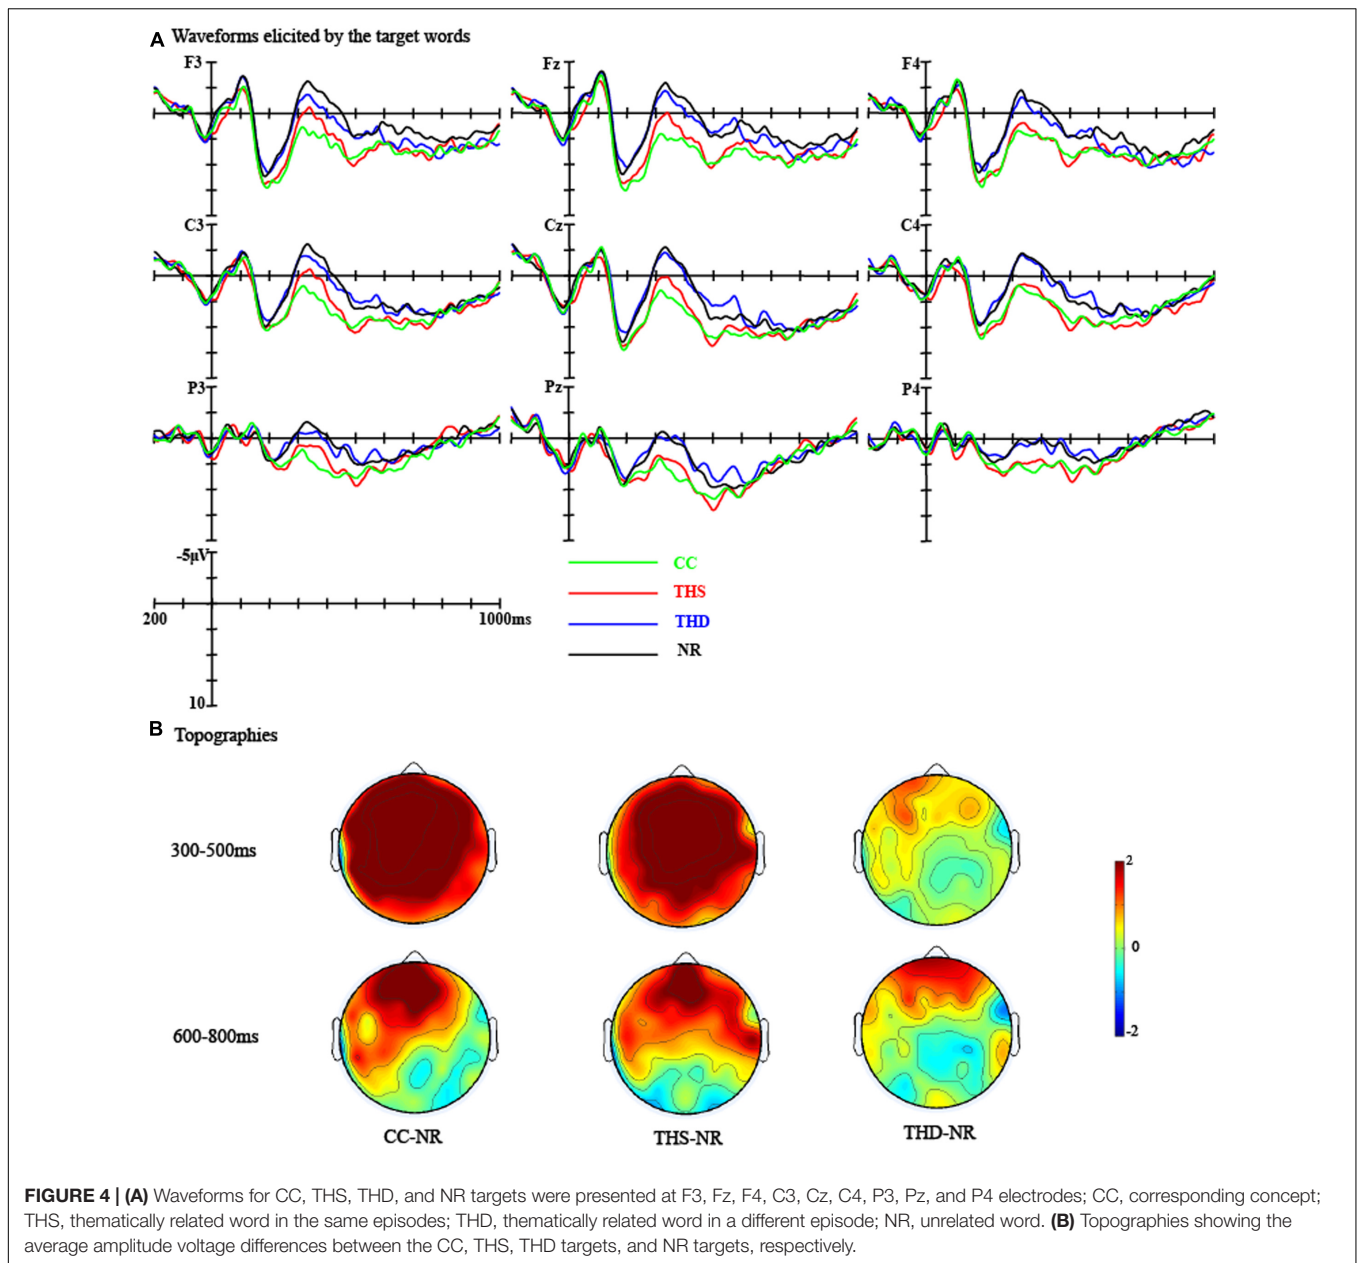 A Waveforms elicited by the target words
F3 Fz F4
C3 Cz C4
P3 Pz P4
-5μV
200 1000ms
10
CC
THS
THD
NR
B Topographies
300-500ms
600-800ms
2
0
-2
CC-NR THS-NR THD-NR
FIGURE 4 | (A) Waveforms for CC, THS, THD, and NR targets were presented at F3, Fz, F4, C3, Cz, C4, P3, Pz, and P4 electrodes; CC, corresponding concept;
THS, thematically related word in the same episodes; THD, thematically related word in a different episode; NR, unrelated word. (B) Topographies showing the
average amplitude voltage differences between the CC, THS, THD targets, and NR targets, respectively.